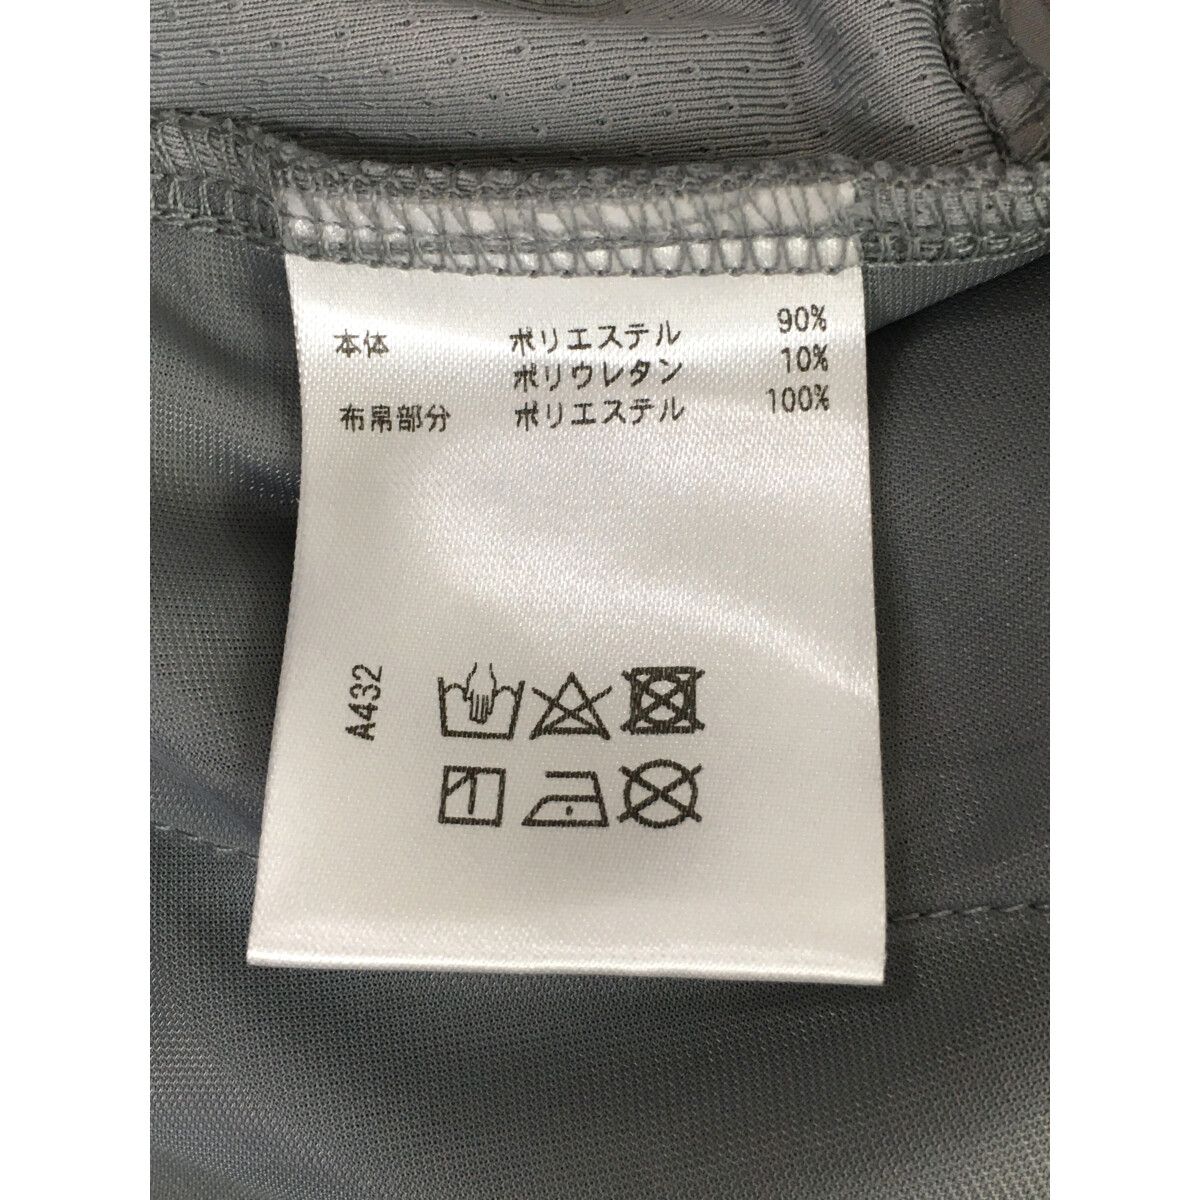 本体 ポリエステル 90%
ポリウレタン 10%
布帛部分 ポリエステル 100%
A432